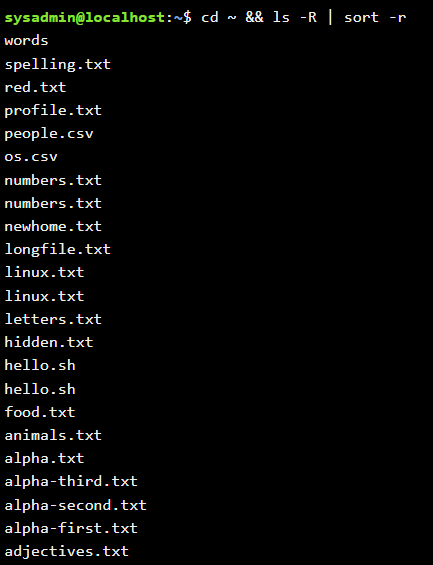 sysadmin@localhost:~$ cd ~ && ls -R | sort -r
words
spelling.txt
red.txt
profile.txt
people.csv
os.csv
numbers.txt
numbers.txt
newhome.txt
longfile.txt
linux.txt
linux.txt
letters.txt
hidden.txt
hello.sh
hello.sh
food.txt
animals.txt
alpha.txt
alpha-third.txt
alpha-second.txt
alpha-first.txt
adjectives.txt